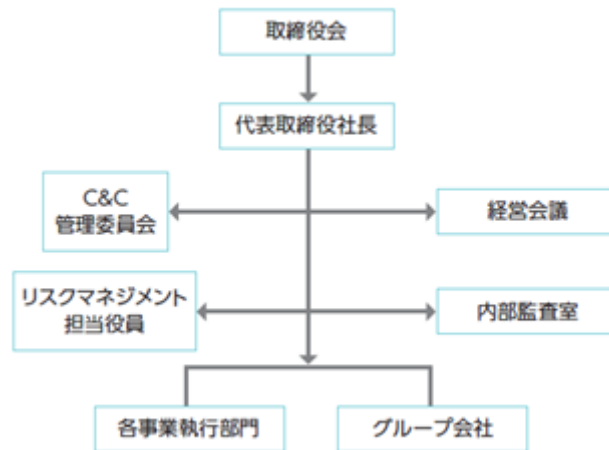 取締役会
代表取締役社長
C&C
管理委員会
経営会議
リスクマネジメント
担当役員
内部監査室
各事業執行部門
グループ会社